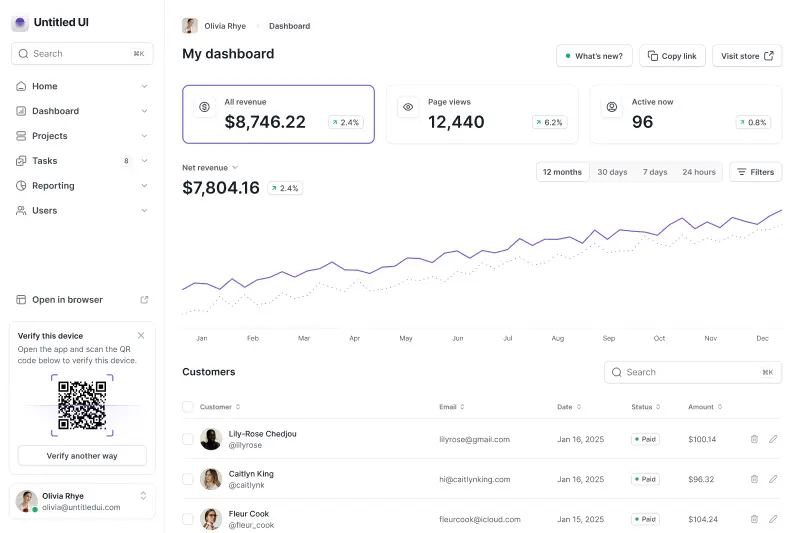 Untitled UI
Search ⌘K
Home
Dashboard
Projects
Tasks 8
Reporting
Users
Open in browser
Verify this device
Open the app and scan the QR
code below to verify this device.
Verify another way
Olivia Rhye
olivia@untitledui.com
Olivia Rhye Dashboard
My dashboard
What's new? Copy link Visit store
All revenue
$8,746.22 2.4%
Page views
12,440 6.2%
Active now
96 0.8%
Net revenue
$7,804.16 2.4%
12 months 30 days 7 days 24 hours Filters
Jan Feb Mar Apr May Jun Jul Aug Sep Oct Nov Dec
Customers
Search ⌘K
Customer Email Date Status Amount
Lily-Rose Chedjou
@lilyrose
lilyrose@gmail.com Jan 16, 2025 Paid $100.14
Caitlyn King
@caitlynk
hi@caitlynking.com Jan 16, 2025 Paid $96.32
Fleur Cook
@fleur_cook
fleurcook@icloud.com Jan 15, 2025 Paid $104.24